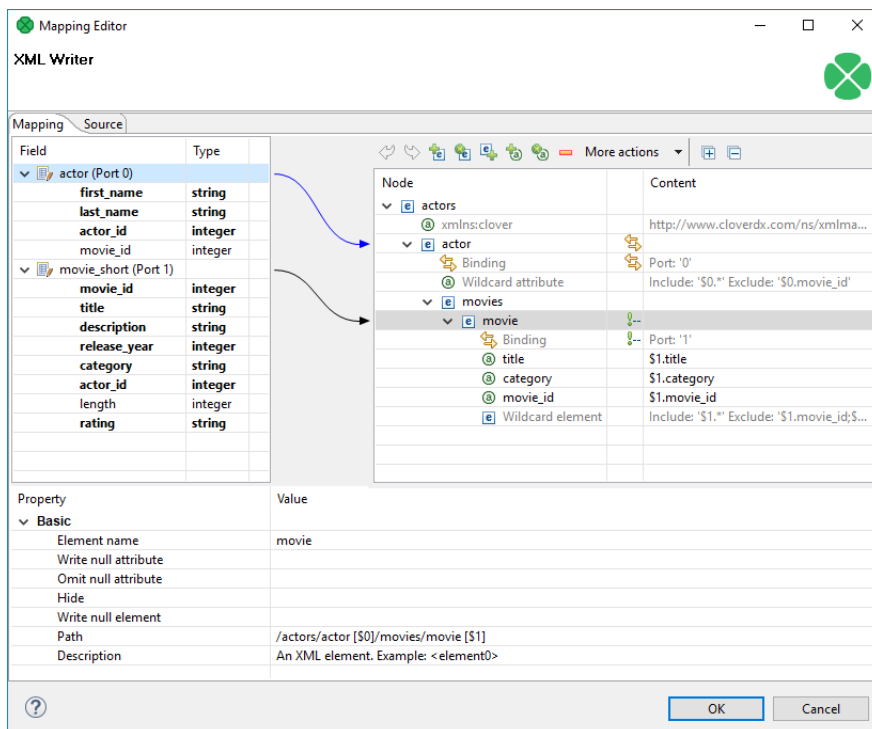 Mapping Editor
XML Writer
Mapping Source
Field Type
actor (Port 0)
first_name string
last_name string
actor_id integer
movie_id integer
movie_short (Port 1)
movie_id integer
title string
description string
release_year integer
category string
actor_id integer
length integer
rating string
More actions
Node Content
actors
xmlns:clover http://www.cloverdx.com/ns/xmlma...
actor
Binding Port: '0'
Wildcard attribute Include: '$0.*' Exclude: '$0.movie_id'
movies
movie
Binding Port: '1'
title $1.title
category $1.category
movie_id $1.movie_id
Wildcard element Include: '$1.*' Exclude: '$1.movie_id;$...
Property Value
Basic
Element name movie
Write null attribute
Omit null attribute
Hide
Write null element
Path /actors/actor [$0]/movies/movie [$1]
Description An XML element. Example: <element0>
OK Cancel